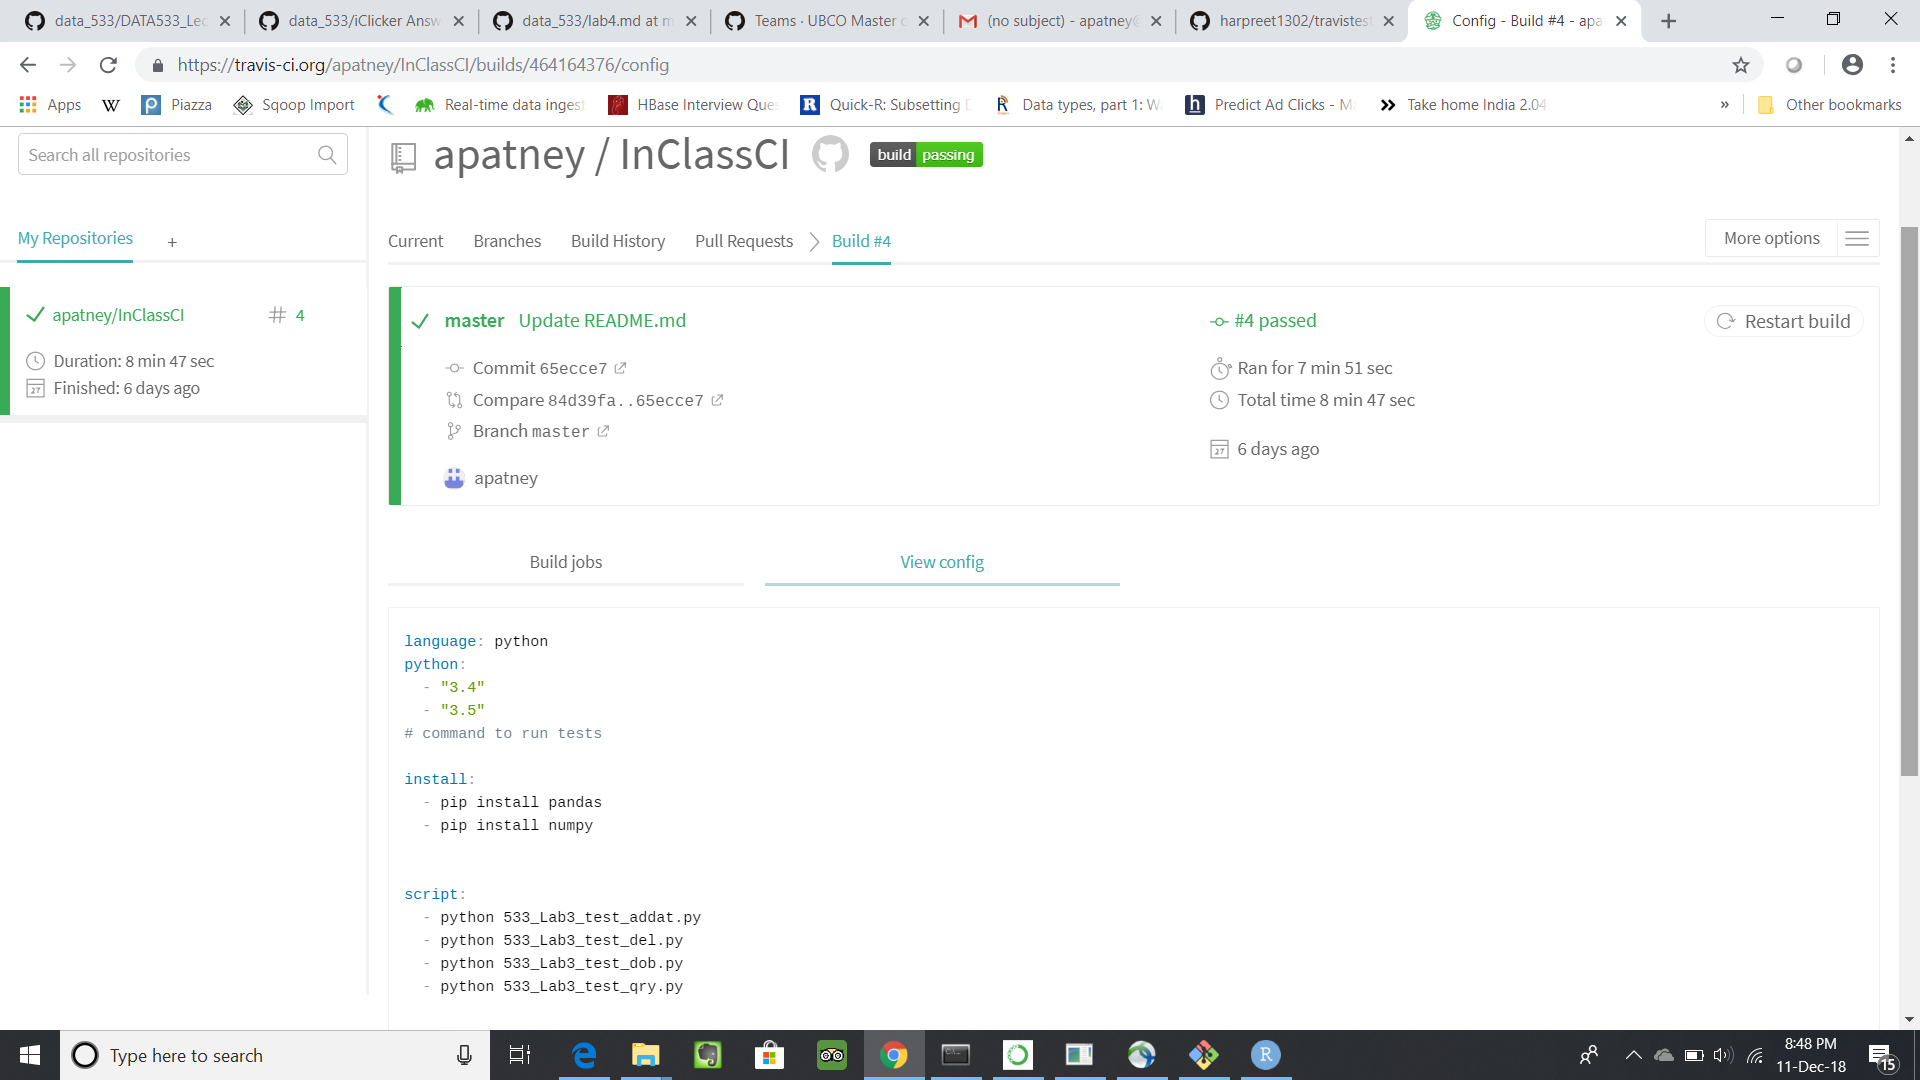 data_533/DATA533_Lec
data_533/iClicker Answ
data_533/lab4.md at m
Teams · UBCO Master o
(no subject) - apatney@
harpreet1302/travistest
Config - Build #4 - apa
https://travis-ci.org/apatney/InClassCI/builds/464164376/config
Apps
W
Piazza
Sqoop Import
Real-time data ingest
HBase Interview Que
Quick-R: Subsetting D
Data types, part 1: W
Predict Ad Clicks - M
Take home India 2.04
»
Other bookmarks
Search all repositories
apatney / InClassCI
build passing
My Repositories
+
Current
Branches
Build History
Pull Requests
Build #4
More options
apatney/InClassCI
# 4
Duration: 8 min 47 sec
Finished: 6 days ago
master Update README.md
#4 passed
Restart build
Commit 65ecce7
Ran for 7 min 51 sec
Compare 84d39fa..65ecce7
Total time 8 min 47 sec
Branch master
6 days ago
apatney
Build jobs
View config
language: python
python:
- "3.4"
- "3.5"
# command to run tests
install:
- pip install pandas
- pip install numpy
script:
- python 533_Lab3_test_addat.py
- python 533_Lab3_test_del.py
- python 533_Lab3_test_dob.py
- python 533_Lab3_test_qry.py
Type here to search
8:48 PM
11-Dec-18
15